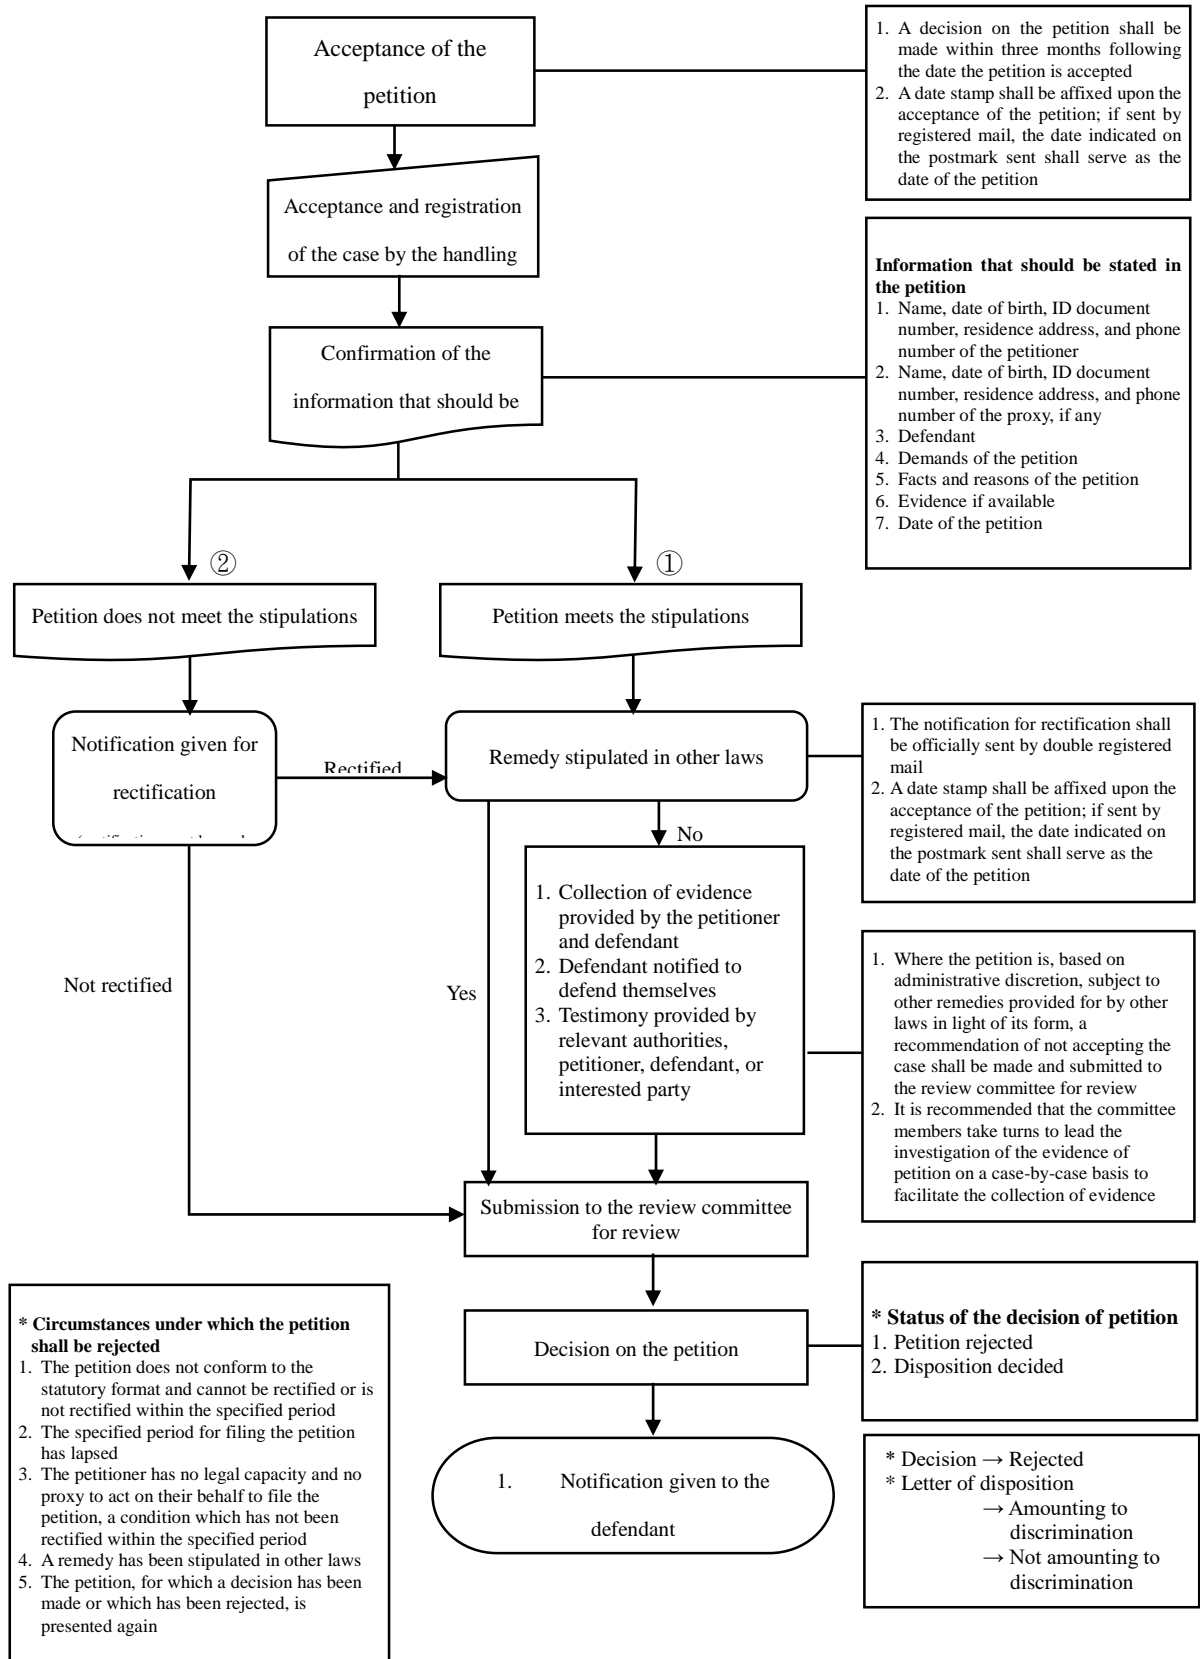 Acceptance of the
petition
1. A decision on the petition shall be
made within three months following
the date the petition is accepted
2. A date stamp shall be affixed upon the
acceptance of the petition; if sent by
registered mail, the date indicated on
the postmark sent shall serve as the
date of the petition
Acceptance and registration
of the case by the handling
Information that should be stated in
the petition
1. Name, date of birth, ID document
number, residence address, and phone
number of the petitioner
2. Name, date of birth, ID document
number, residence address, and phone
number of the proxy, if any
3. Defendant
4. Demands of the petition
5. Facts and reasons of the petition
6. Evidence if available
7. Date of the petition
Confirmation of the
information that should be
②
①
Petition does not meet the stipulations
Petition meets the stipulations
Notification given for
rectification
Rectified
Remedy stipulated in other laws
1. The notification for rectification shall
be officially sent by double registered
mail
2. A date stamp shall be affixed upon the
acceptance of the petition; if sent by
registered mail, the date indicated on
the postmark sent shall serve as the
date of the petition
No
1. Collection of evidence
provided by the petitioner
and defendant
2. Defendant notified to
defend themselves
3. Testimony provided by
relevant authorities,
petitioner, defendant, or
interested party
Not rectified
Yes
1. Where the petition is, based on
administrative discretion, subject to
other remedies provided for by other
laws in light of its form, a
recommendation of not accepting the
case shall be made and submitted to
the review committee for review
2. It is recommended that the committee
members take turns to lead the
investigation of the evidence of
petition on a case-by-case basis to
facilitate the collection of evidence
Submission to the review committee
for review
* Circumstances under which the petition
shall be rejected
1. The petition does not conform to the
statutory format and cannot be rectified or is
not rectified within the specified period
2. The specified period for filing the petition
has lapsed
3. The petitioner has no legal capacity and no
proxy to act on their behalf to file the
petition, a condition which has not been
rectified within the specified period
4. A remedy has been stipulated in other laws
5. The petition, for which a decision has been
made or which has been rejected, is
presented again
Decision on the petition
* Status of the decision of petition
1. Petition rejected
2. Disposition decided
1. Notification given to the
defendant
* Decision → Rejected
* Letter of disposition
→ Amounting to
discrimination
→ Not amounting to
discrimination